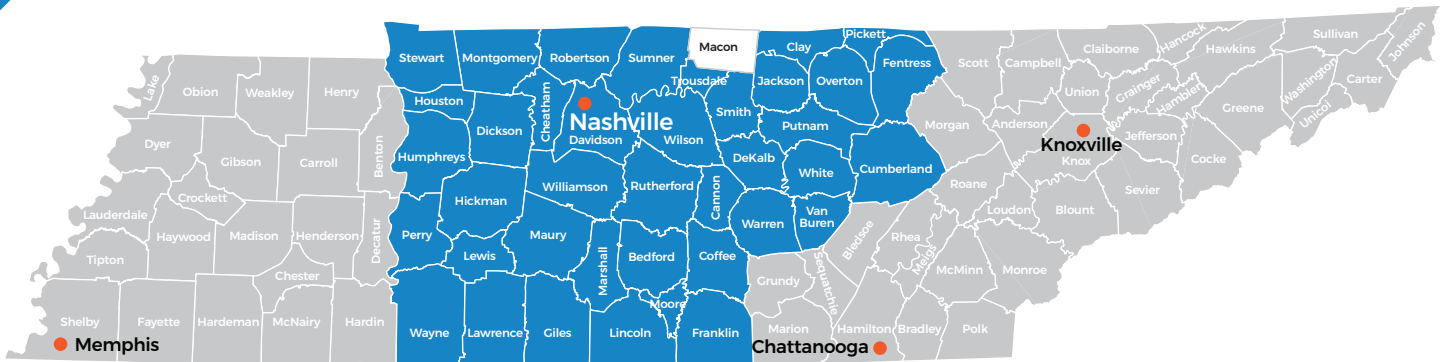 Stewart
Montgomery
Robertson
Sumner
Macon
Clay
Pickett
Fentress
Scott
Campbell
Claiborne
Hancock
Hawkins
Sullivan
Johnson
Lake
Obion
Weakley
Henry
Houston
Cheatham
Trousdale
Jackson
Overton
Union
Grainger
Hamblen
Washington
Carter
Unicoi
Greene
Dickson
Nashville
Davidson
Wilson
Smith
Putnam
Morgan
Anderson
Knoxville
Knox
Jefferson
Cocke
Dyer
Gibson
Carroll
Benton
Humphreys
DeKalb
White
Cumberland
Roane
Sevier
Crockett
Williamson
Rutherford
Cannon
Lauderdale
Haywood
Madison
Henderson
Decatur
Hickman
Perry
Lewis
Maury
Marshall
Bedford
Coffee
Warren
Van
Buren
Bledsoe
Rhea
Meigs
Loudon
Blount
Tipton
Chester
Grundy
Sequatchie
McMinn
Monroe
Shelby
Fayette
Hardeman
McNairy
Hardin
Wayne
Lawrence
Giles
Lincoln
Moore
Franklin
Marion
Hamilton
Bradley
Polk
Memphis
Chattanooga